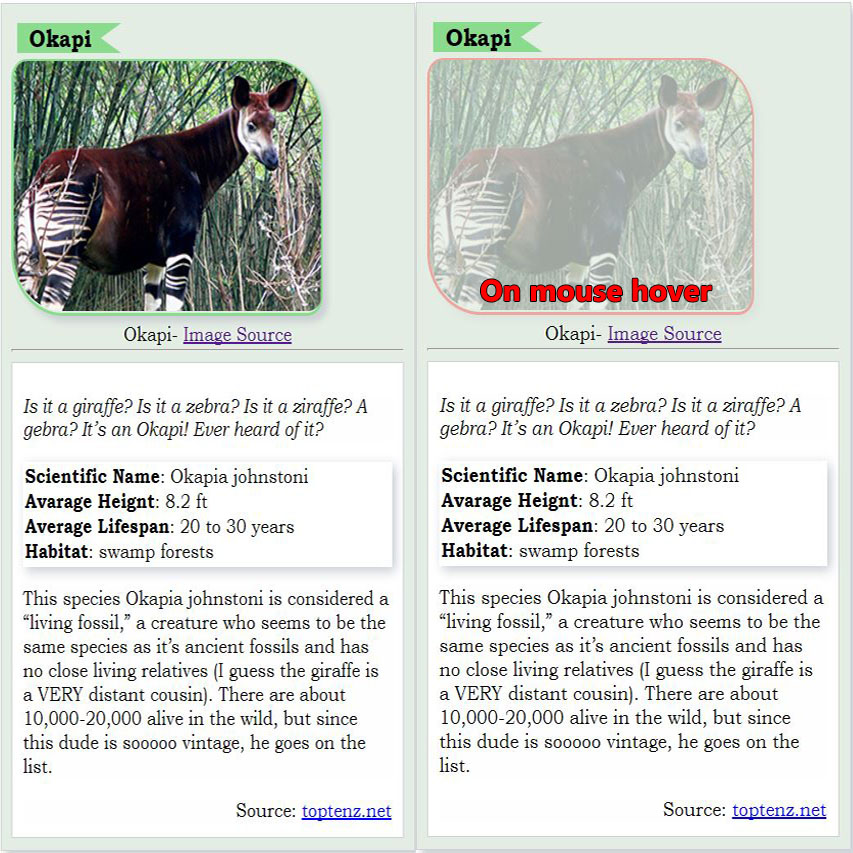 Okapi
Okapi- Image Source
Is it a giraffe? Is it a zebra? Is it a ziraffe? A
gebra? It’s an Okapi! Ever heard of it?
Scientific Name: Okapia johnstoni
Avarage Heignt: 8.2 ft
Average Lifespan: 20 to 30 years
Habitat: swamp forests
This species Okapia johnstoni is considered a
“living fossil,” a creature who seems to be the
same species as it’s ancient fossils and has
no close living relatives (I guess the giraffe is
a VERY distant cousin). There are about
10,000-20,000 alive in the wild, but since
this dude is sooooo vintage, he goes on the
list.
Source: toptenz.net
Okapi
On mouse hover
Okapi- Image Source
Is it a giraffe? Is it a zebra? Is it a ziraffe? A
gebra? It’s an Okapi! Ever heard of it?
Scientific Name: Okapia johnstoni
Avarage Heignt: 8.2 ft
Average Lifespan: 20 to 30 years
Habitat: swamp forests
This species Okapia johnstoni is considered a
“living fossil,” a creature who seems to be the
same species as it’s ancient fossils and has
no close living relatives (I guess the giraffe is
a VERY distant cousin). There are about
10,000-20,000 alive in the wild, but since
this dude is sooooo vintage, he goes on the
list.
Source: toptenz.net